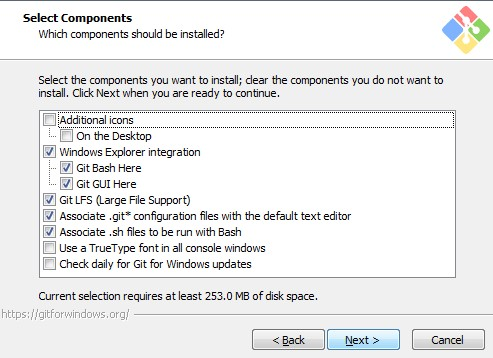 Select Components
Which components should be installed?
Select the components you want to install; clear the components you do not want to
install. Click Next when you are ready to continue.
Additional icons
On the Desktop
Windows Explorer integration
Git Bash Here
Git GUI Here
Git LFS (Large File Support)
Associate .git* configuration files with the default text editor
Associate .sh files to be run with Bash
Use a TrueType font in all console windows
Check daily for Git for Windows updates
Current selection requires at least 253.0 MB of disk space.
https://gitforwindows.org/
< Back Next > Cancel